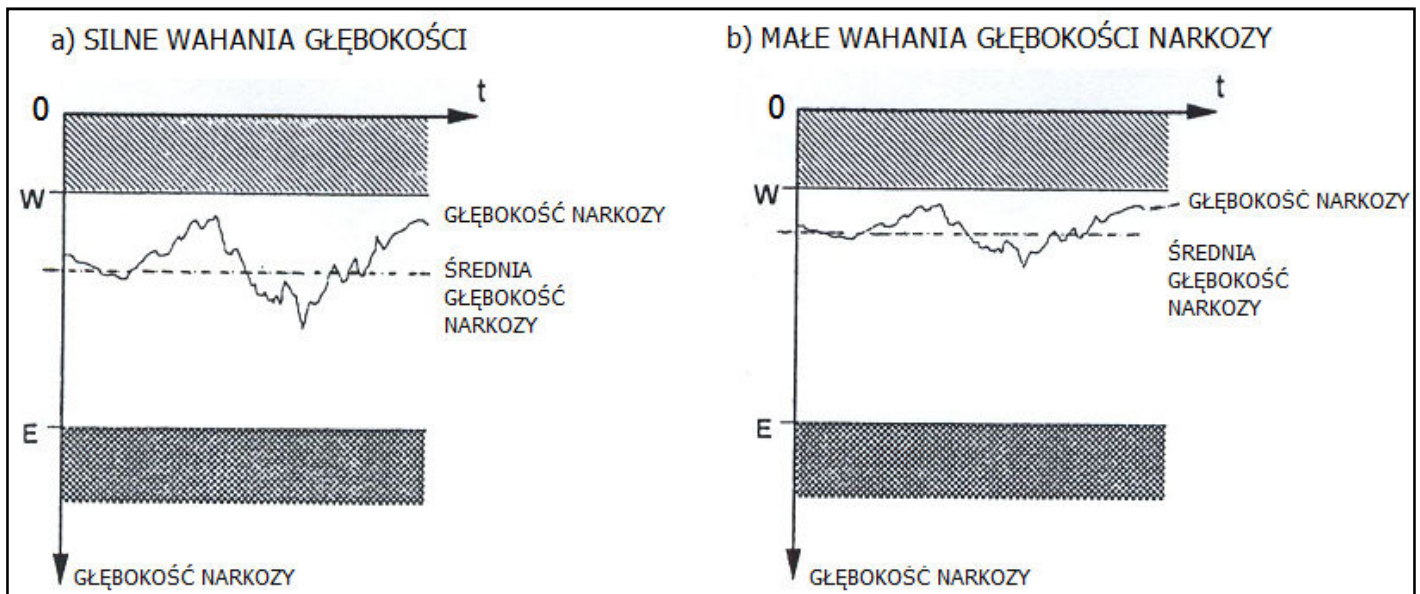 a) SILNE WAHANIA GŁĘBOKOŚCI
0
t
W
GŁĘBOKOŚĆ NARKOZY
ŚREDNIA
GŁĘBOKOŚĆ
NARKOZY
E
GŁĘBOKOŚĆ NARKOZY
b) MAŁE WAHANIA GŁĘBOKOŚCI NARKOZY
0
t
W
GŁĘBOKOŚĆ NARKOZY
ŚREDNIA
GŁĘBOKOŚĆ
NARKOZY
E
GŁĘBOKOŚĆ NARKOZY